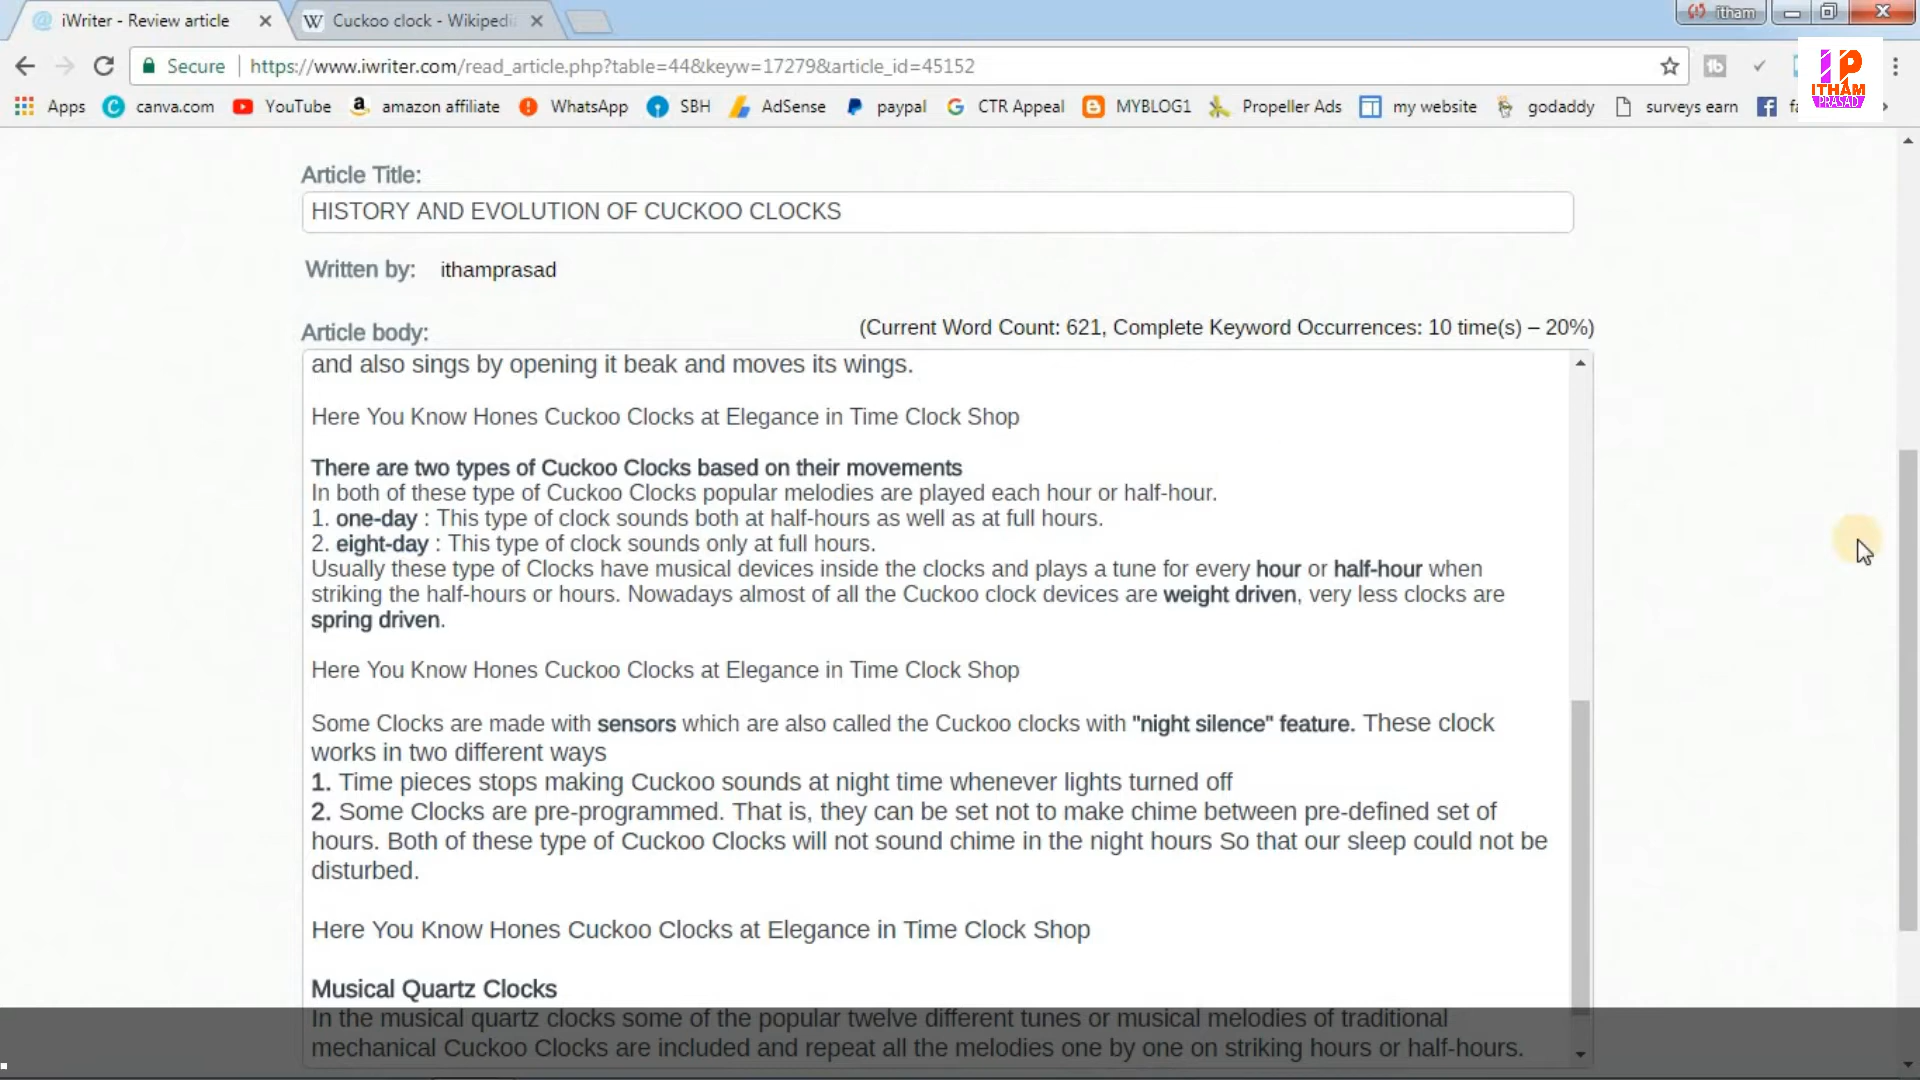 iWriter - Review article
Cuckoo clock - Wikipedi
itham
Secure
https://www.iwriter.com/read_article.php?table=44&keyw=17279&article_id=45152
Apps
canva.com
YouTube
amazon affiliate
WhatsApp
SBH
AdSense
paypal
CTR Appeal
MYBLOG1
Propeller Ads
my website
godaddy
surveys earn
IP
ITHAM
PRASAD
Article Title:
HISTORY AND EVOLUTION OF CUCKOO CLOCKS
Written by: ithamprasad
Article body:
(Current Word Count: 621, Complete Keyword Occurrences: 10 time(s) – 20%)
and also sings by opening it beak and moves its wings.
Here You Know Hones Cuckoo Clocks at Elegance in Time Clock Shop
There are two types of Cuckoo Clocks based on their movements
In both of these type of Cuckoo Clocks popular melodies are played each hour or half-hour.
1. one-day : This type of clock sounds both at half-hours as well as at full hours.
2. eight-day : This type of clock sounds only at full hours.
Usually these type of Clocks have musical devices inside the clocks and plays a tune for every hour or half-hour when
striking the half-hours or hours. Nowadays almost of all the Cuckoo clock devices are weight driven, very less clocks are
spring driven.
Here You Know Hones Cuckoo Clocks at Elegance in Time Clock Shop
Some Clocks are made with sensors which are also called the Cuckoo clocks with "night silence" feature. These clock
works in two different ways
1. Time pieces stops making Cuckoo sounds at night time whenever lights turned off
2. Some Clocks are pre-programmed. That is, they can be set not to make chime between pre-defined set of
hours. Both of these type of Cuckoo Clocks will not sound chime in the night hours So that our sleep could not be
disturbed.
Here You Know Hones Cuckoo Clocks at Elegance in Time Clock Shop
Musical Quartz Clocks
In the musical quartz clocks some of the popular twelve different tunes or musical melodies of traditional
mechanical Cuckoo Clocks are included and repeat all the melodies one by one on striking hours or half-hours.